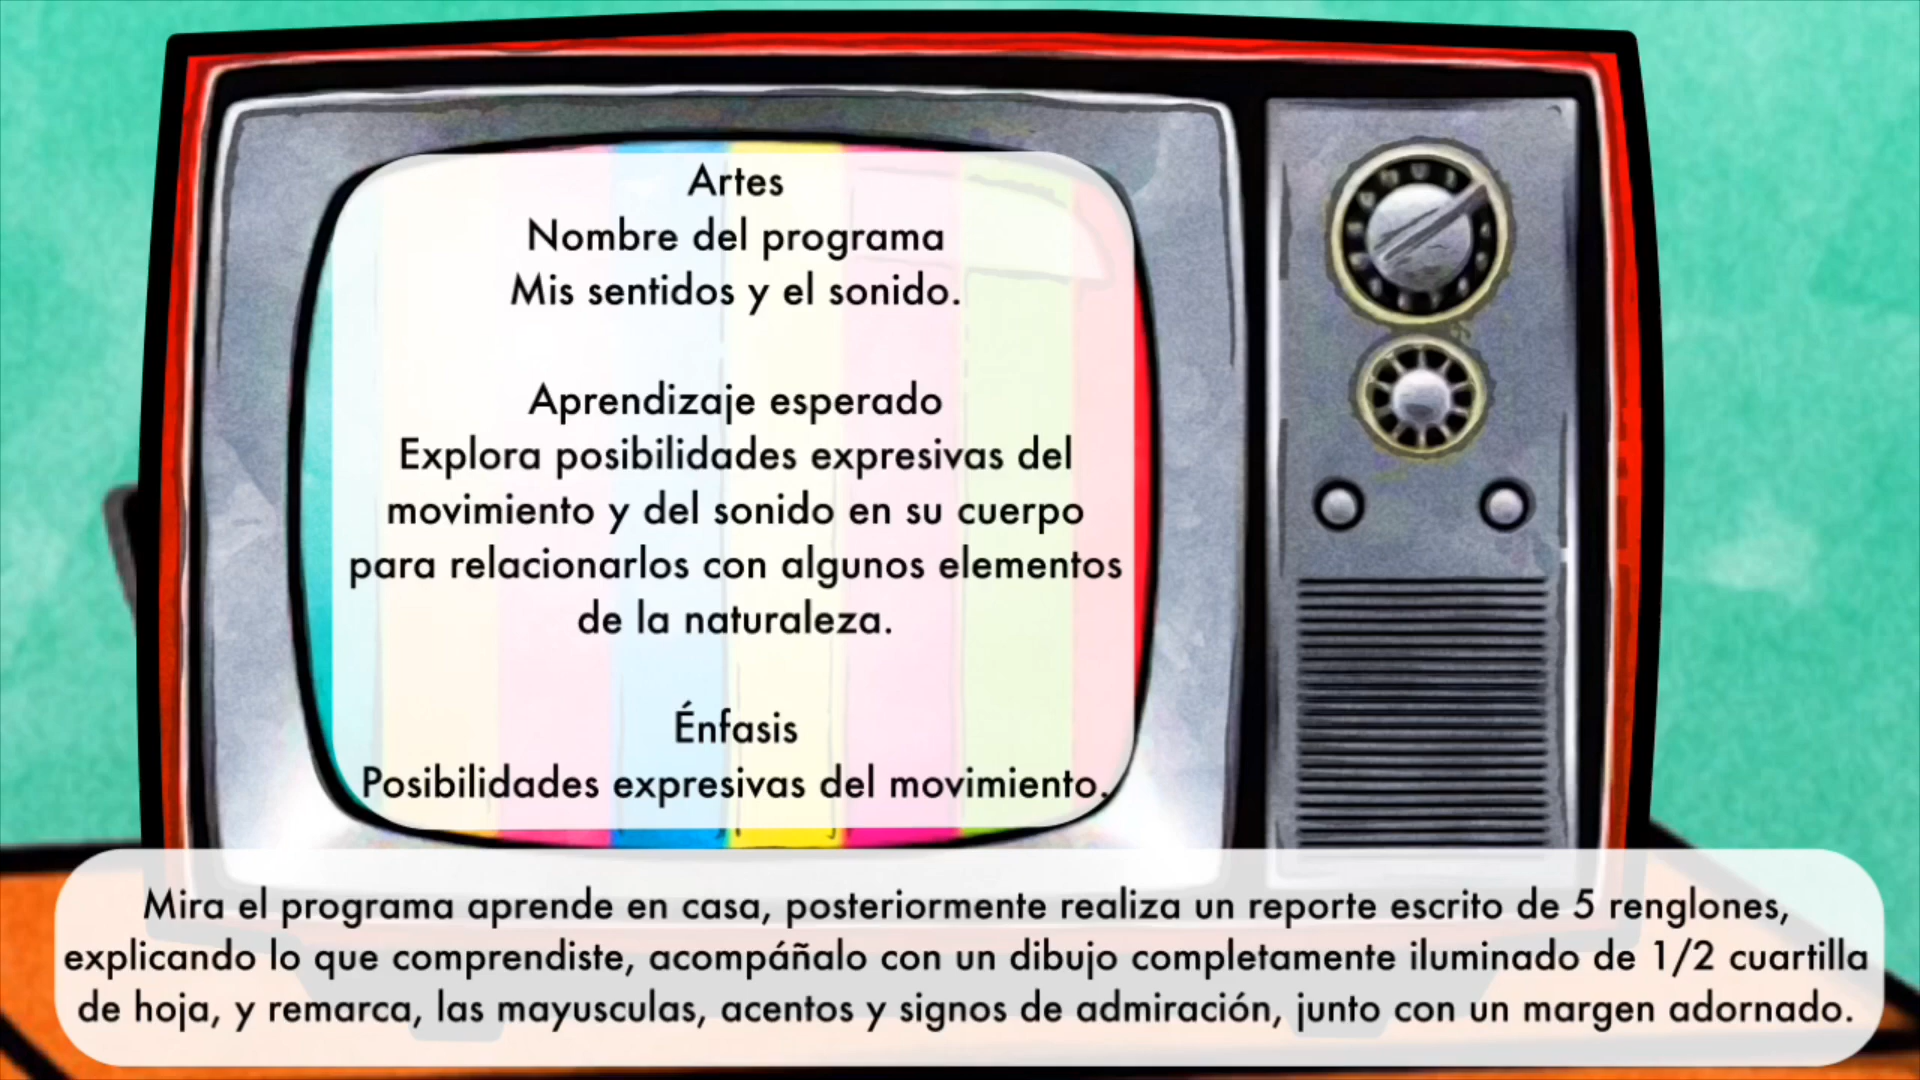 Artes
Nombre del programa
Mis sentidos y el sonido.
Aprendizaje esperado
Explora posibilidades expresivas del
movimiento y del sonido en su cuerpo
para relacionarlos con algunos elementos
de la naturaleza.
Énfasis
Posibilidades expresivas del movimiento.
Mira el programa aprende en casa, posteriormente realiza un reporte escrito de 5 renglones,
explicando lo que comprendiste, acompáñalo con un dibujo completamente iluminado de 1/2 cuartilla
de hoja, y remarca, las mayusculas, acentos y signos de admiración, junto con un margen adornado.